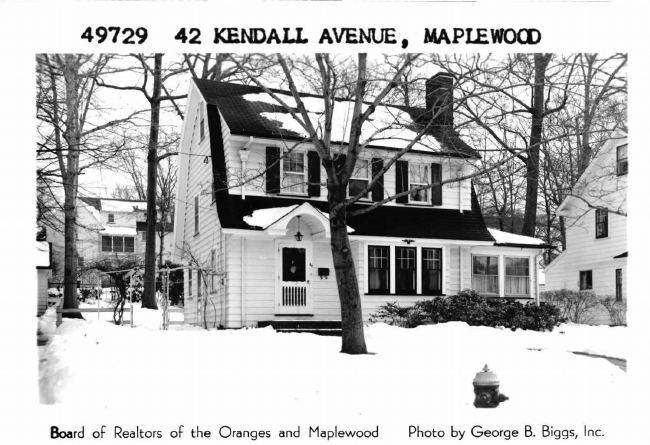 49729 42 KENDALL AVENUE, MAPLEWOOD
Board of Realtors of the Oranges and Maplewood Photo by George B. Biggs, Inc.